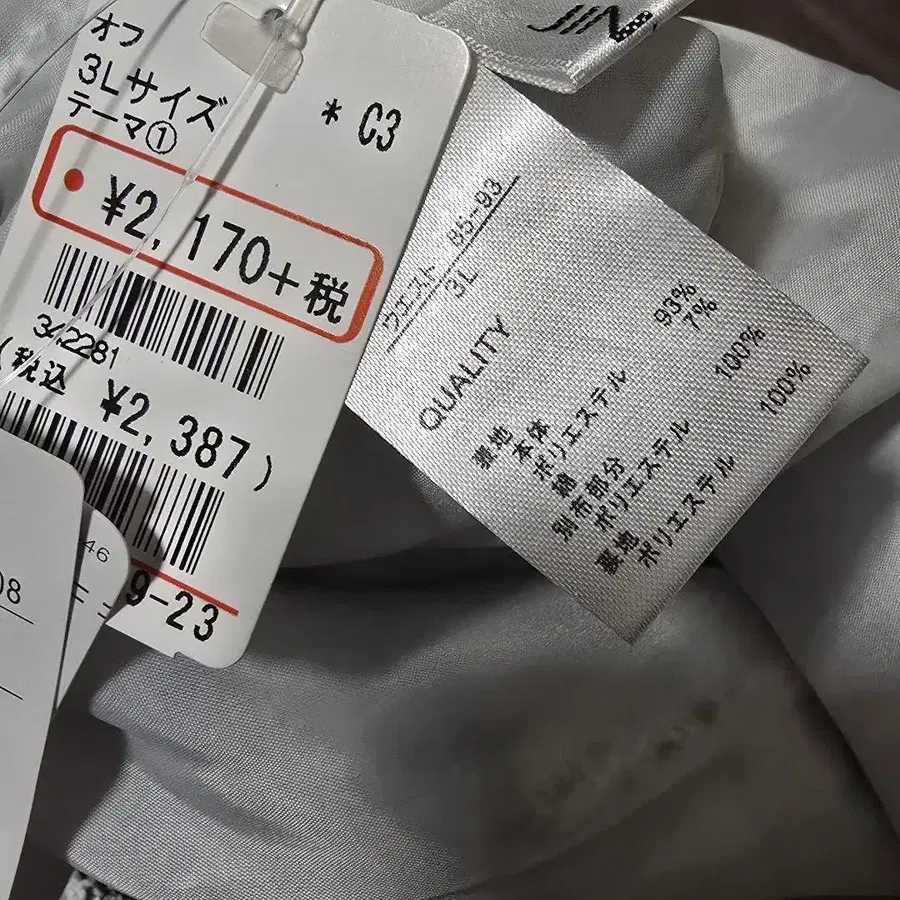 オフ
3Lサイズ
テーマ①
* C3
¥2,170+税
342281
(税込 ¥2,387)
46
9-23
08
ウエスト 85-93
3L
QUALITY
表地
本体
ポリエステル 93%
綿 7%
別布部分
ポリエステル 100%
裏地
ポリエステル 100%